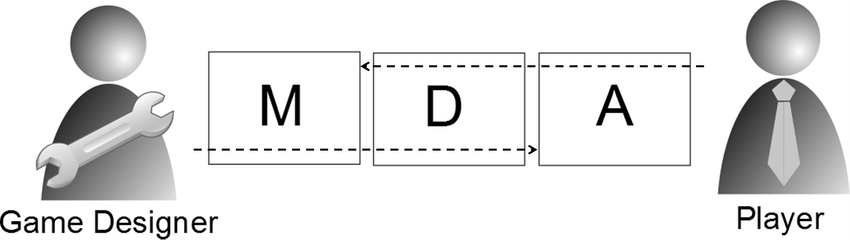 M D A
Game Designer
Player